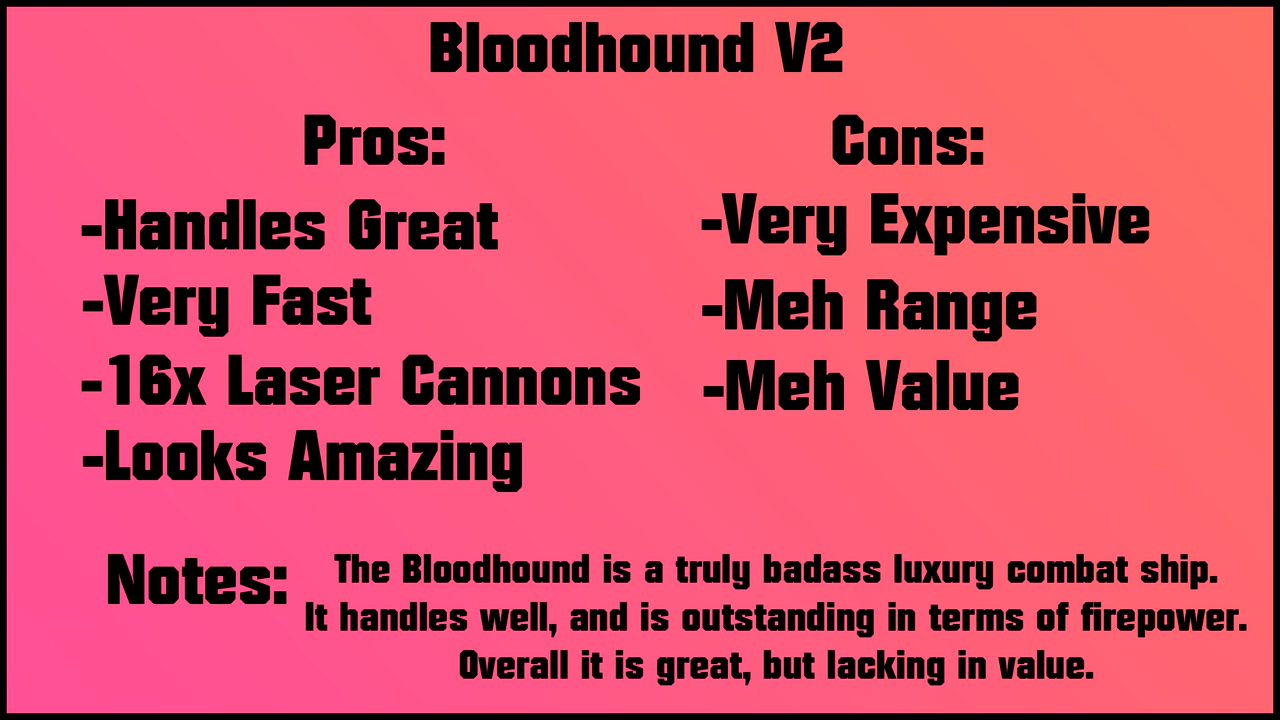 Bloodhound V2
Pros:
-Handles Great
-Very Fast
-16x Laser Cannons
-Looks Amazing
Cons:
-Very Expensive
-Meh Range
-Meh Value
Notes:
The Bloodhound is a truly badass luxury combat ship.
It handles well, and is outstanding in terms of firepower.
Overall it is great, but lacking in value.